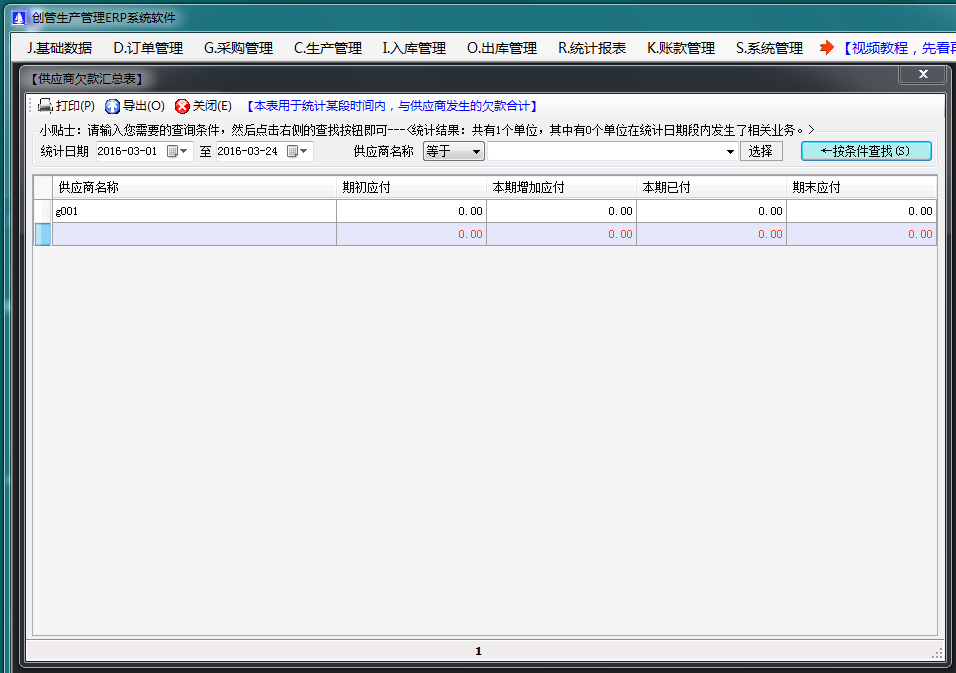 创管生产管理ERP系统软件
J.基础数据 D.订单管理 G.采购管理 C.生产管理 I.入库管理 O.出库管理 R.统计报表 K.账款管理 S.系统管理 【视频教程，先看再
【供应商欠款汇总表】 x
打印(P) 导出(O) 关闭(E) 【本表用于统计某段时间内，与供应商发生的欠款合计】
小贴士：请输入您需要的查询条件，然后点击右侧的查找按钮即可---<统计结果：共有1个单位，其中有0个单位在统计日期段内发生了相关业务。>
统计日期 2016-03-01 至 2016-03-24 供应商名称 等于 选择 ←按条件查找(S)
供应商名称 期初应付 本期增加应付 本期已付 期末应付
g001 0.00 0.00 0.00 0.00
0.00 0.00 0.00 0.00
1